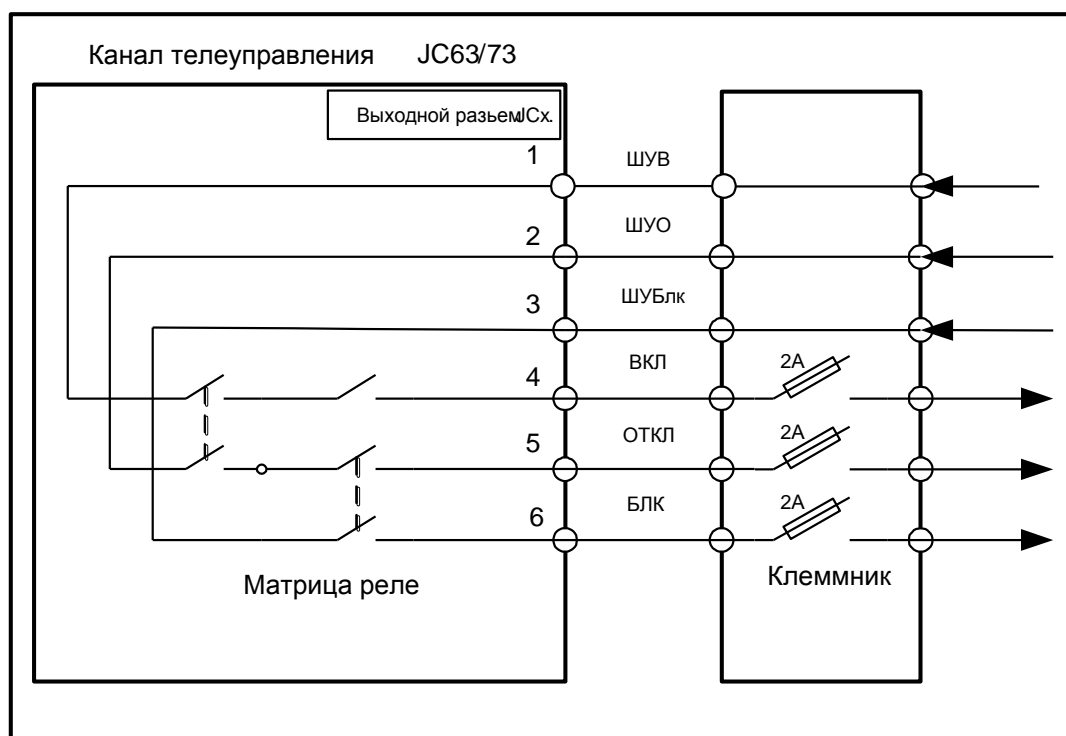 Канал телеуправления JC63/73
Выходной разьемJCx.
1 ШУВ
2 ШУО
3 ШУБлк
4 ВКЛ 2А
5 ОТКЛ 2А
6 БЛК 2А
Матрица реле
Клеммник